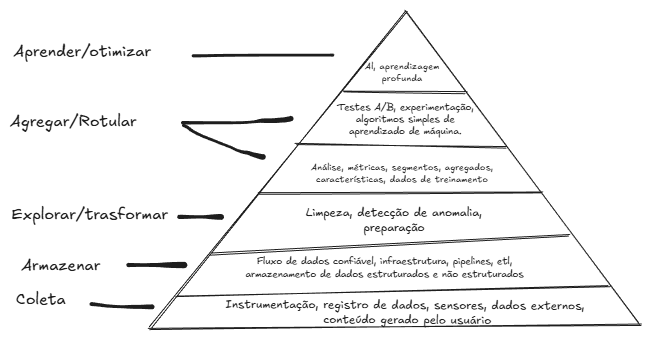 Aprender/otimizar
AI, aprendizagem
profunda
Agregar/Rotular
Testes A/B, experimentação,
algoritmos simples de
aprendizado de máquina.
Análise, métricas, segmentos, agregados,
características, dados de treinamento
Explorar/trasformar
Limpeza, detecção de anomalia,
preparação
Armazenar
Fluxo de dados confiável, infraestrutura, pipelines, etl,
armazenamento de dados estruturados e não estruturados
Coleta
Instrumentação, registro de dados, sensores, dados externos,
conteúdo gerado pelo usuário